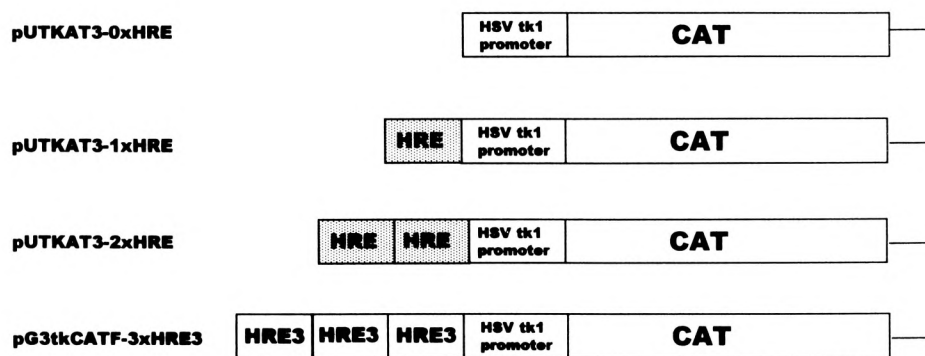 pUTKAT3-0xHRE HSV tk1 promoter CAT
pUTKAT3-1xHRE HRE HSV tk1 promoter CAT
pUTKAT3-2xHRE HRE HRE HSV tk1 promoter CAT
pG3tkCATF-3xHRE3 HRE3 HRE3 HRE3 HSV tk1 promoter CAT